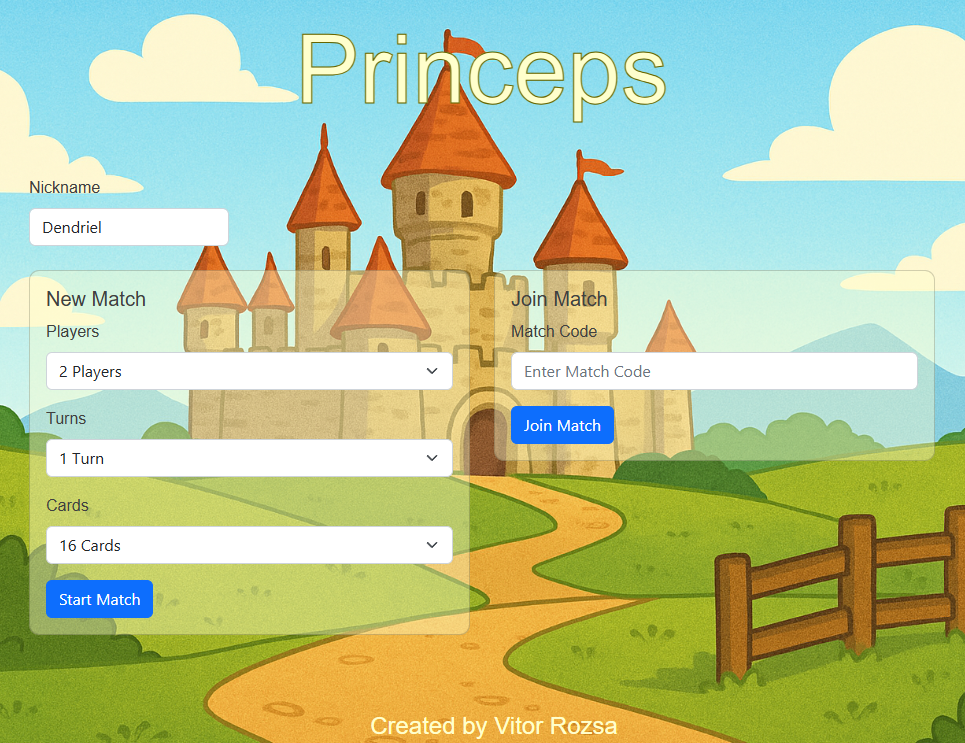 Princeps
Nickname
Dendriel
New Match
Players
2 Players
Turns
1 Turn
Cards
16 Cards
Start Match
Join Match
Match Code
Enter Match Code
Join Match
Created by Vitor Rozsa